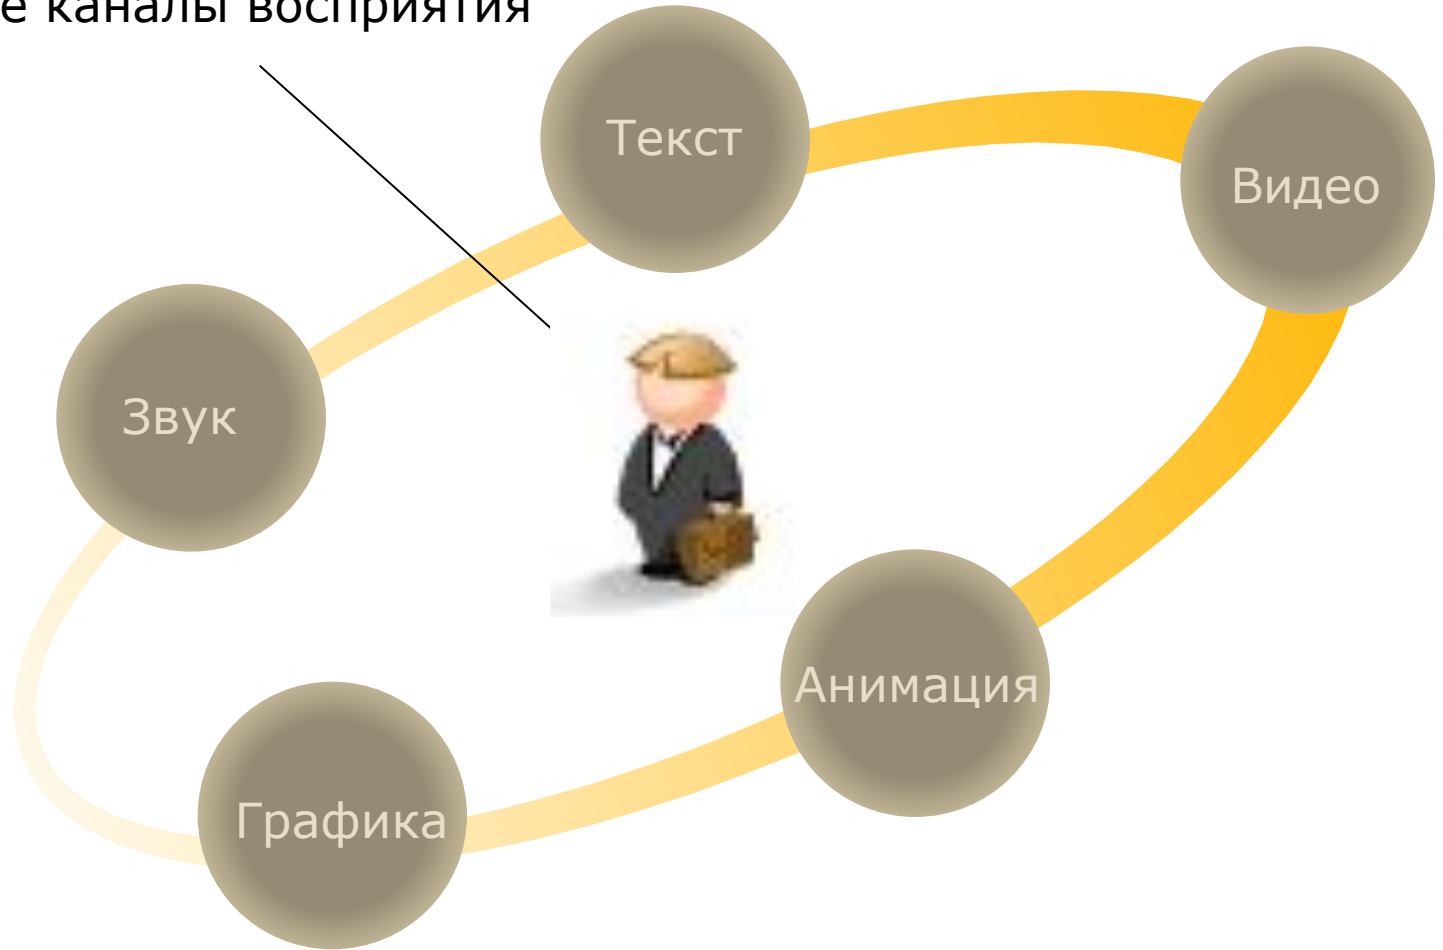 е каналы восприятия
Текст
Видео
Звук
Анимация
Графика